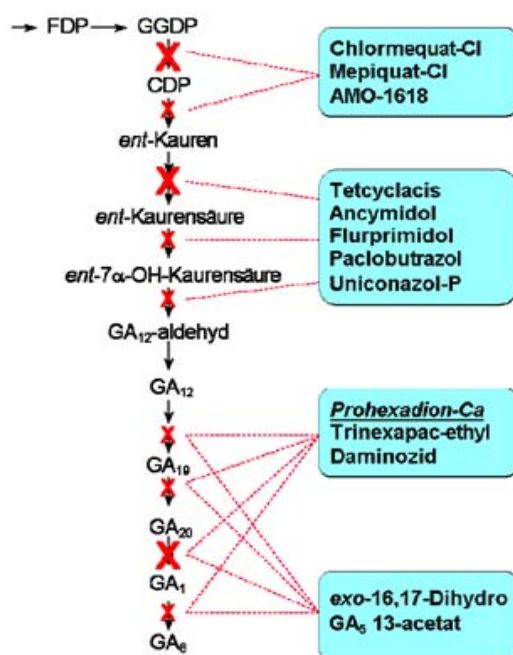 FDP GGDP
CDP
ent-Kauren
ent-Kaurensäure
ent-7α-OH-Kaurensäure
GA12-aldehyd
GA12
GA19
GA20
GA1
GA8
Chlormequat-Cl
Mepiquat-Cl
AMO-1618
Tetcyclacis
Ancymidol
Flurprimidol
Paclobutrazol
Uniconazol-P
Prohexadion-Ca
Trinexapac-ethyl
Daminozid
exo-16,17-Dihydro
GA5 13-acetat